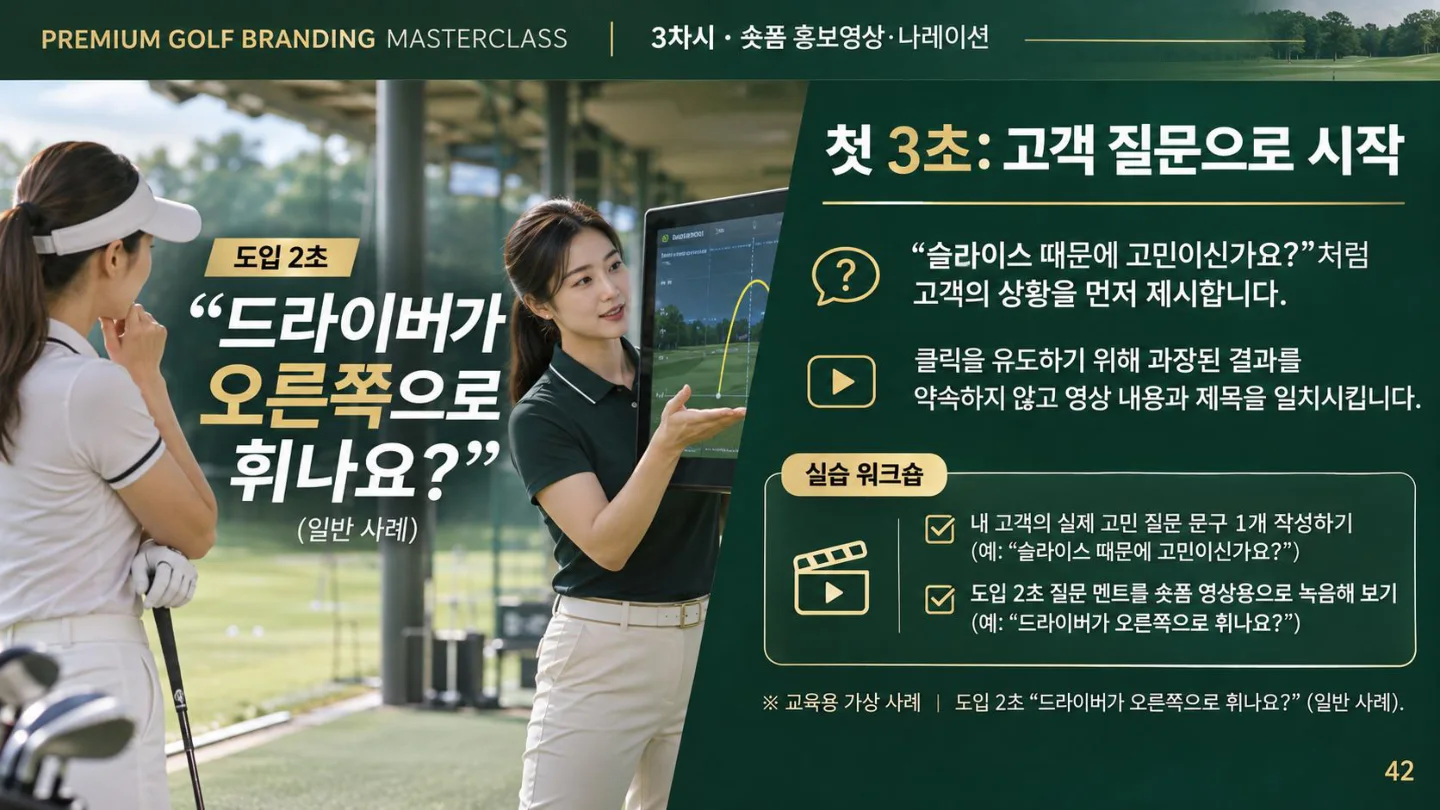 PREMIUM GOLF BRANDING MASTERCLASS
3차시 · 숏폼 홍보영상·나레이션
도입 2초
“드라이버가
오른쪽으로
휘나요?”
(일반 사례)
첫 3초: 고객 질문으로 시작
“슬라이스 때문에 고민이신가요?”처럼
고객의 상황을 먼저 제시합니다.
클릭을 유도하기 위해 과장된 결과를
약속하지 않고 영상 내용과 제목을 일치시킵니다.
실습 워크숍
내 고객의 실제 고민 질문 문구 1개 작성하기
(예: “슬라이스 때문에 고민이신가요?”)
도입 2초 질문 멘트를 숏폼 영상용으로 녹음해 보기
(예: “드라이버가 오른쪽으로 휘나요?”)
※ 교육용 가상 사례 | 도입 2초 “드라이버가 오른쪽으로 휘나요?” (일반 사례).
42